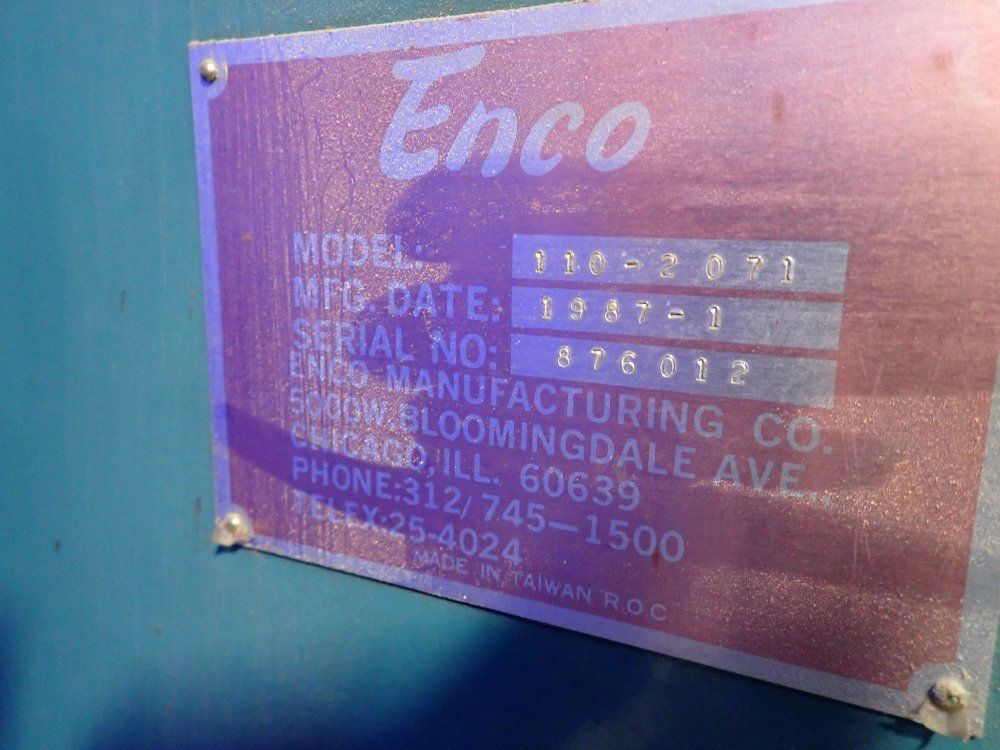 Enco
MODEL: 110-2071
MFG. DATE: 1987-1
SERIAL NO: 876012
ENCO MANUFACTURING CO.
5000W. BLOOMINGDALE AVE.,
CHICAGO, ILL. 60639
PHONE:312/745—1500
TELEX:25-4024
MADE IN TAIWAN R.O.C